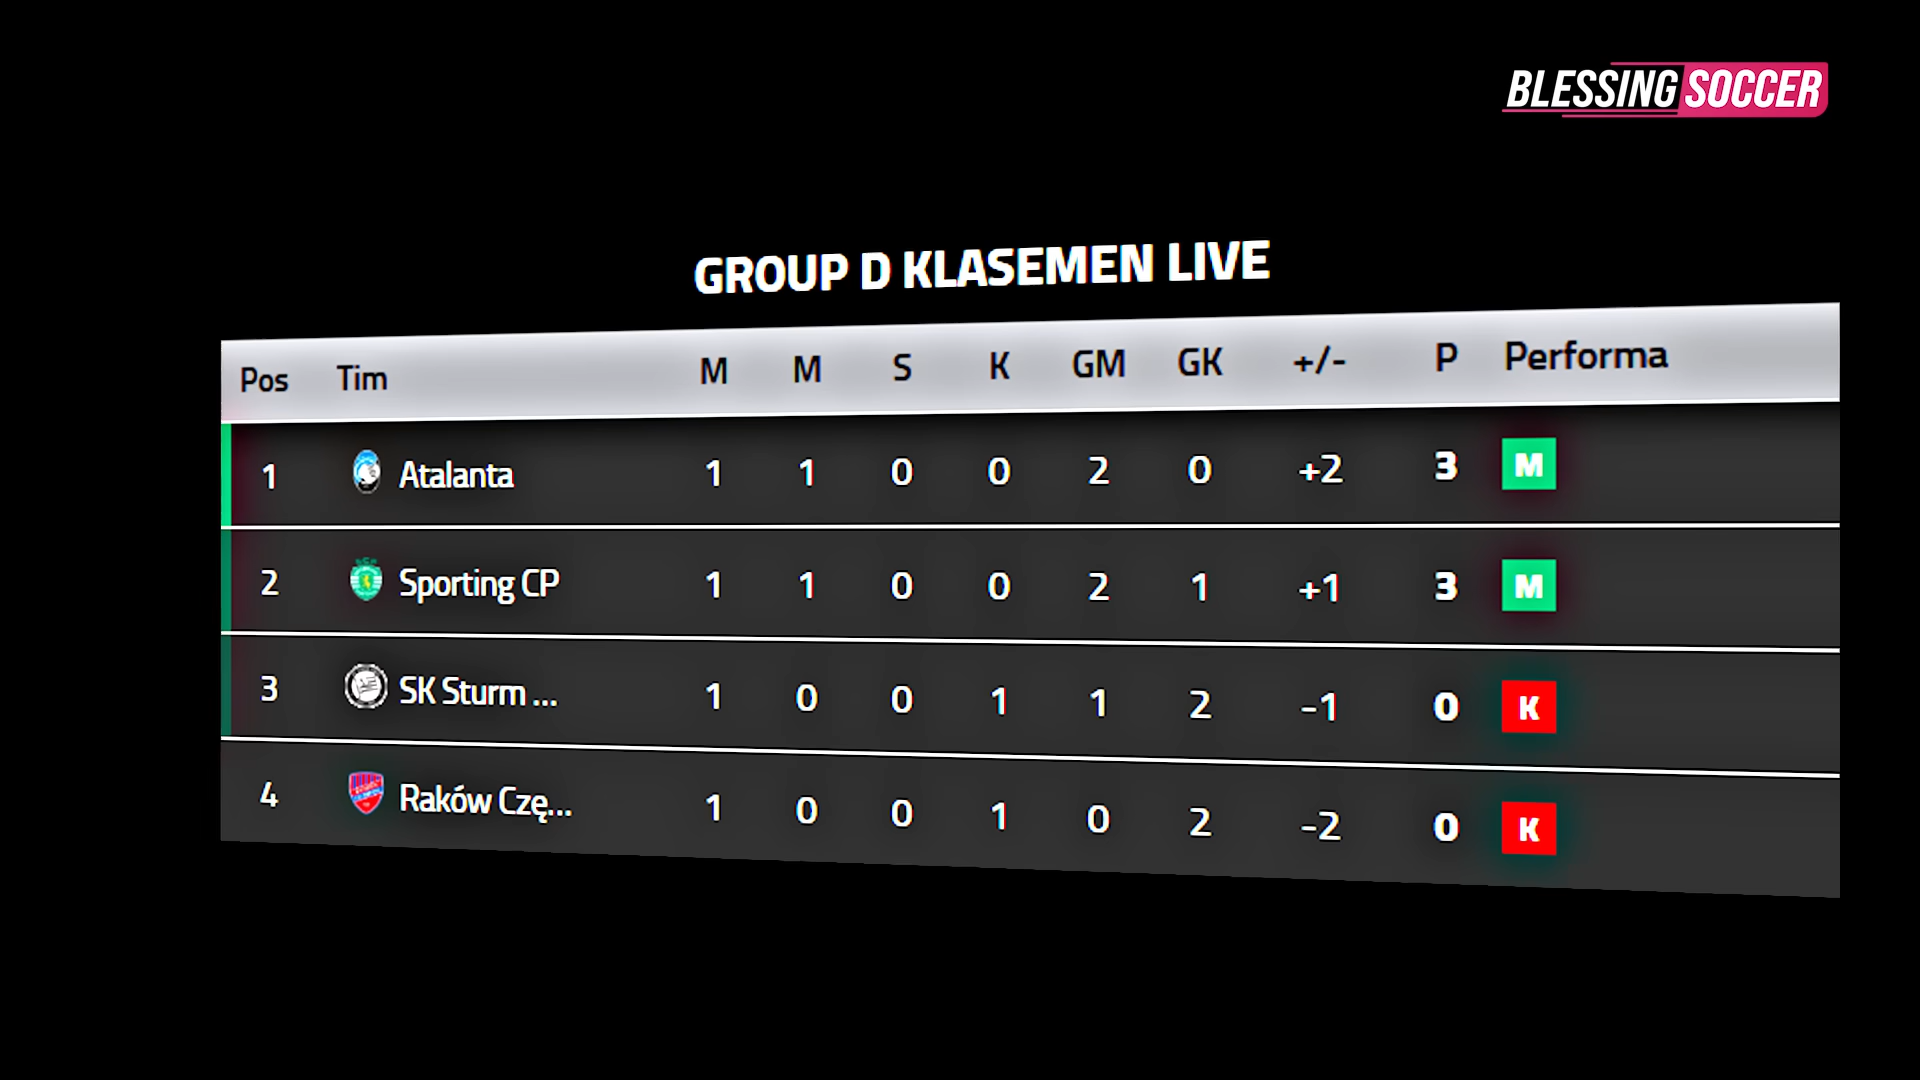 BLESSING SOCCER
GROUP D KLASEMEN LIVE
Pos Tim M M S K GM GK +/- P Performa
1 Atalanta 1 1 0 0 2 0 +2 3 M
2 Sporting CP 1 1 0 0 2 1 +1 3 M
3 SK Sturm ... 1 0 0 1 1 2 -1 0 K
4 Raków Czę... 1 0 0 1 0 2 -2 0 K